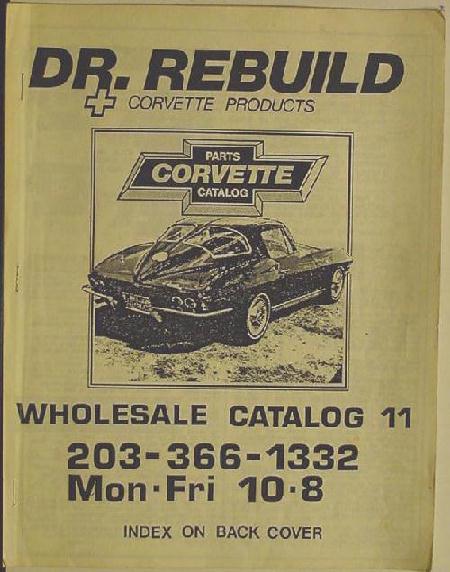 DR. REBUILD
CORVETTE PRODUCTS
PARTS
CORVETTE
CATALOG
WHOLESALE CATALOG 11
203-366-1332
Mon·Fri 10·8
INDEX ON BACK COVER